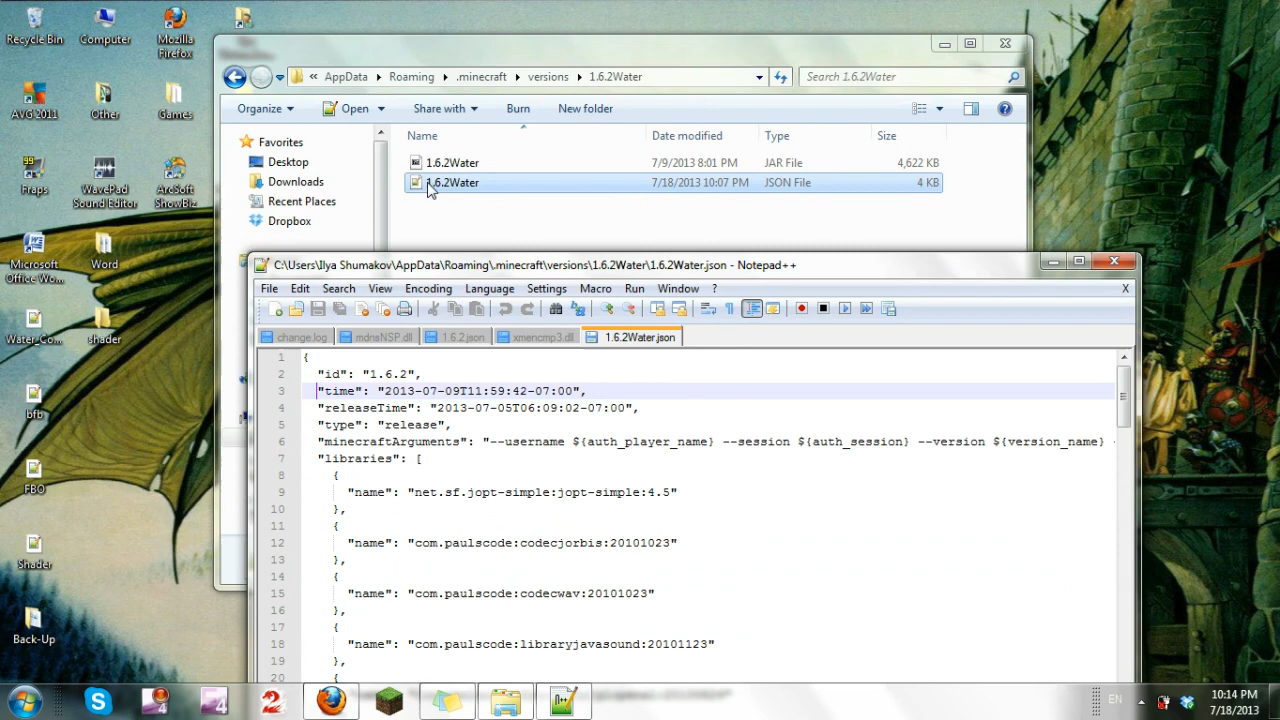 Recycle Bin
Computer
Mozilla
Firefox
AVG 2011
Other
Games
99
Fraps
WavePad
Sound Editor
ArcSoft
ShowBiz
Microsoft
Office Wo...
Word
Water_Co...
shader
bfb
FBO
Shader
Back-Up
« AppData Roaming .minecraft versions 1.6.2Water
Search 1.6.2Water
Organize Open Share with Burn New folder
Favorites
Desktop
Downloads
Recent Places
Dropbox
Name Date modified Type Size
1.6.2Water 7/9/2013 8:01 PM JAR File 4,622 KB
1.6.2Water 7/18/2013 10:07 PM JSON File 4 KB
C:\Users\Ilya Shumakov\AppData\Roaming\.minecraft\versions\1.6.2Water\1.6.2Water.json - Notepad++
File Edit Search View Encoding Language Settings Macro Run Window ? X
change.log mdnsNSP.dll 1.6.2.json xmencmp3.dll 1.6.2Water.json
1 {
2 "id": "1.6.2",
3 "time": "2013-07-09T11:59:42-07:00",
4 "releaseTime": "2013-07-05T06:09:02-07:00",
5 "type": "release",
6 "minecraftArguments": "--username ${auth_player_name} --session ${auth_session} --version ${version_name} -
7 "libraries": [
8 {
9 "name": "net.sf.jopt-simple:jopt-simple:4.5"
10 },
11 {
12 "name": "com.paulscode:codecjorbis:20101023"
13 },
14 {
15 "name": "com.paulscode:codecwav:20101023"
16 },
17 {
18 "name": "com.paulscode:libraryjavasound:20101123"
19 },
20 {
EN
10:14 PM
7/18/2013